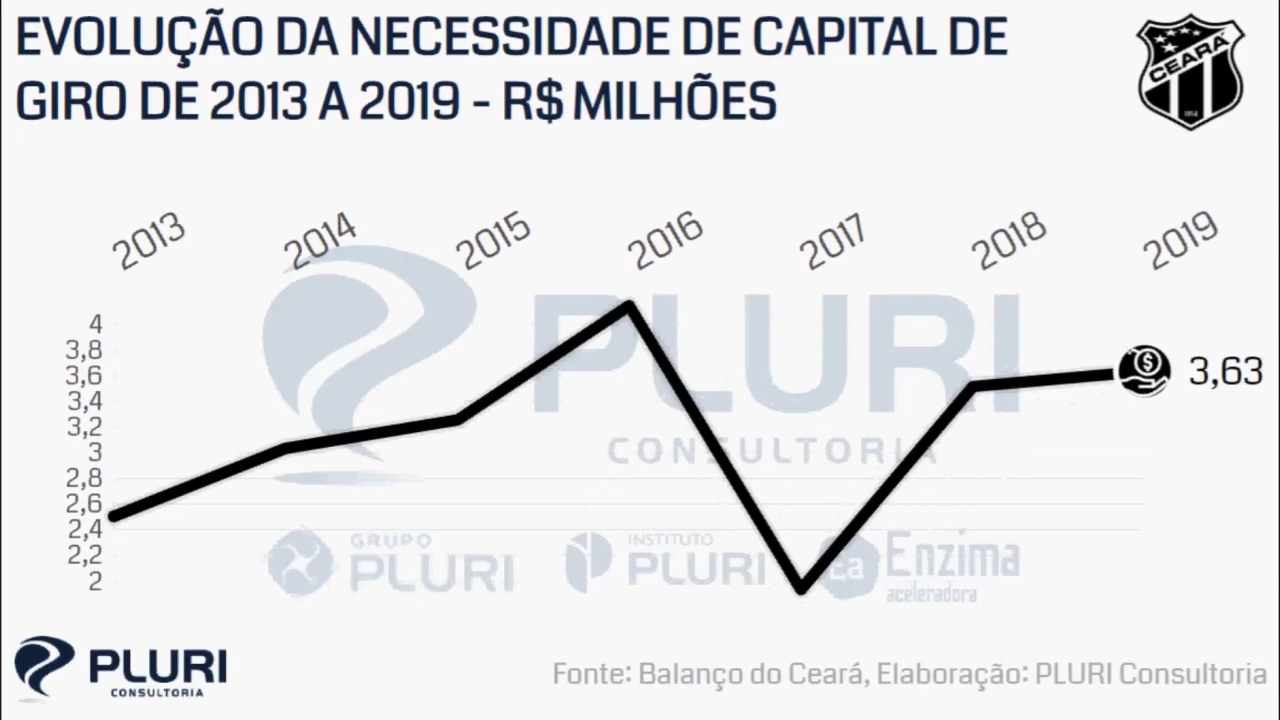 EVOLUÇÃO DA NECESSIDADE DE CAPITAL DE
GIRO DE 2013 A 2019 - R$ MILHÕES
CEARÁ
1914
2013
2014
2015
2016
2017
2018
2019
4
3,8
3,6
3,4
3,2
3
2,8
2,6
2,4
2,2
2
3,63
PLURI
CONSULTORIA
GRUPO
PLURI
INSTITUTO
PLURI
Ea
Enzima
aceleradora
PLURI
CONSULTORIA
Fonte: Balanço do Ceará, Elaboração: PLURI Consultoria